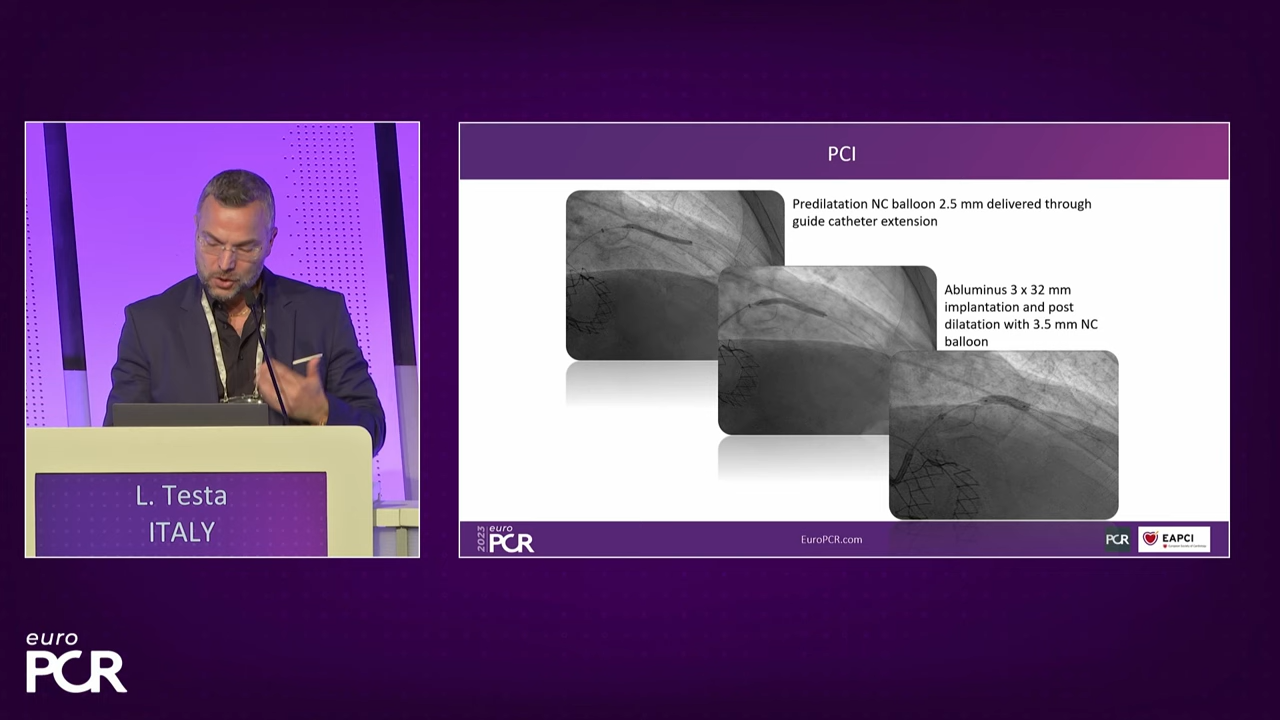 PCI
Predilatation NC balloon 2.5 mm delivered through
guide catheter extension
Abluminus 3 x 32 mm
implantation and post
dilatation with 3.5 mm NC
balloon
L. Testa
ITALY
2023
euro
PCR
EuroPCR.com
PCR
EAPCI
euro
PCR